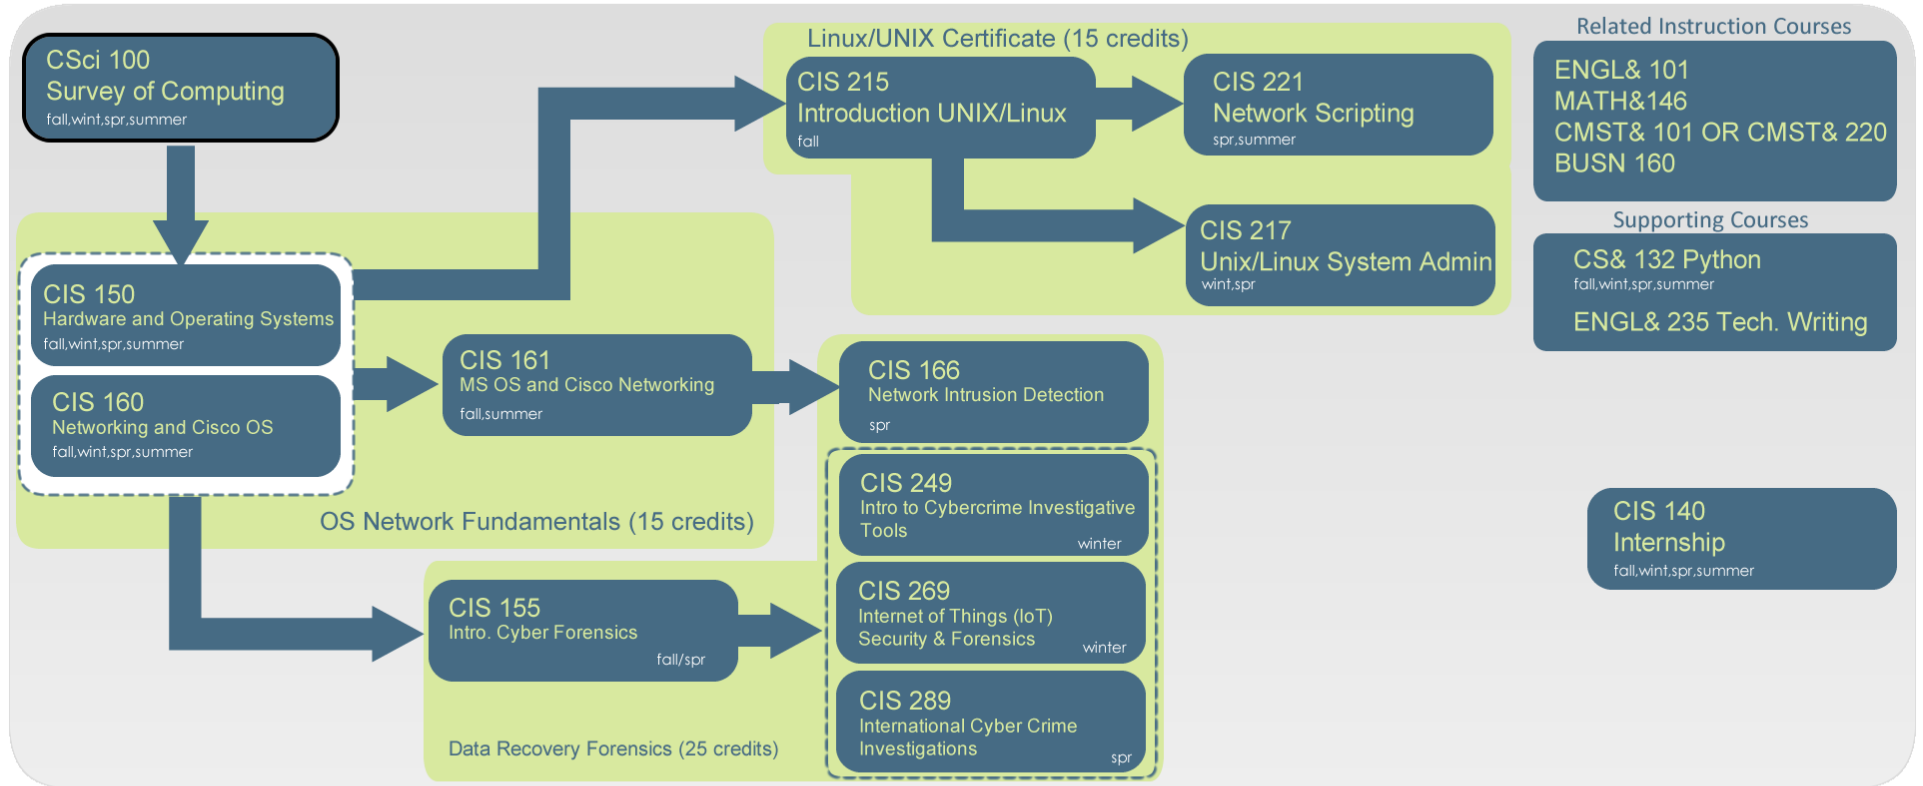 CSci 100
Survey of Computing
fall,wint,spr,summer
Linux/UNIX Certificate (15 credits)
CIS 215
Introduction UNIX/Linux
fall
CIS 221
Network Scripting
spr,summer
CIS 217
Unix/Linux System Admin
wint,spr
Related Instruction Courses
ENGL& 101
MATH&146
CMST& 101 OR CMST& 220
BUSN 160
Supporting Courses
CS& 132 Python
fall,wint,spr,summer
ENGL& 235 Tech. Writing
CIS 150
Hardware and Operating Systems
fall,wint,spr,summer
CIS 160
Networking and Cisco OS
fall,wint,spr,summer
CIS 161
MS OS and Cisco Networking
fall,summer
OS Network Fundamentals (15 credits)
CIS 166
Network Intrusion Detection
spr
CIS 249
Intro to Cybercrime Investigative
Tools
winter
CIS 269
Internet of Things (IoT)
Security & Forensics
winter
CIS 289
International Cyber Crime
Investigations
spr
CIS 155
Intro. Cyber Forensics
fall/spr
Data Recovery Forensics (25 credits)
CIS 140
Internship
fall,wint,spr,summer